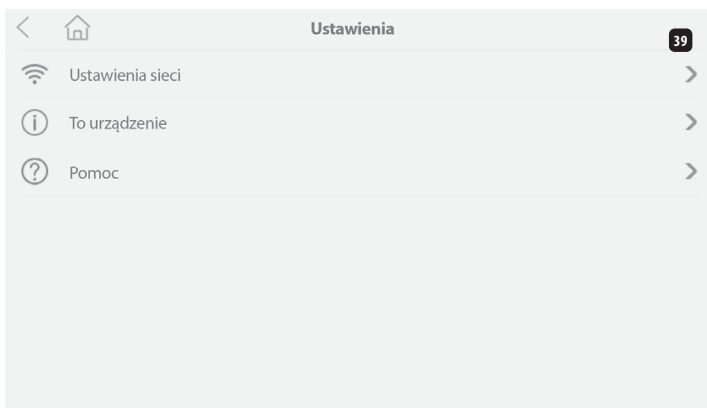 Ustawienia
39
Ustawienia sieci
To urządzenie
Pomoc